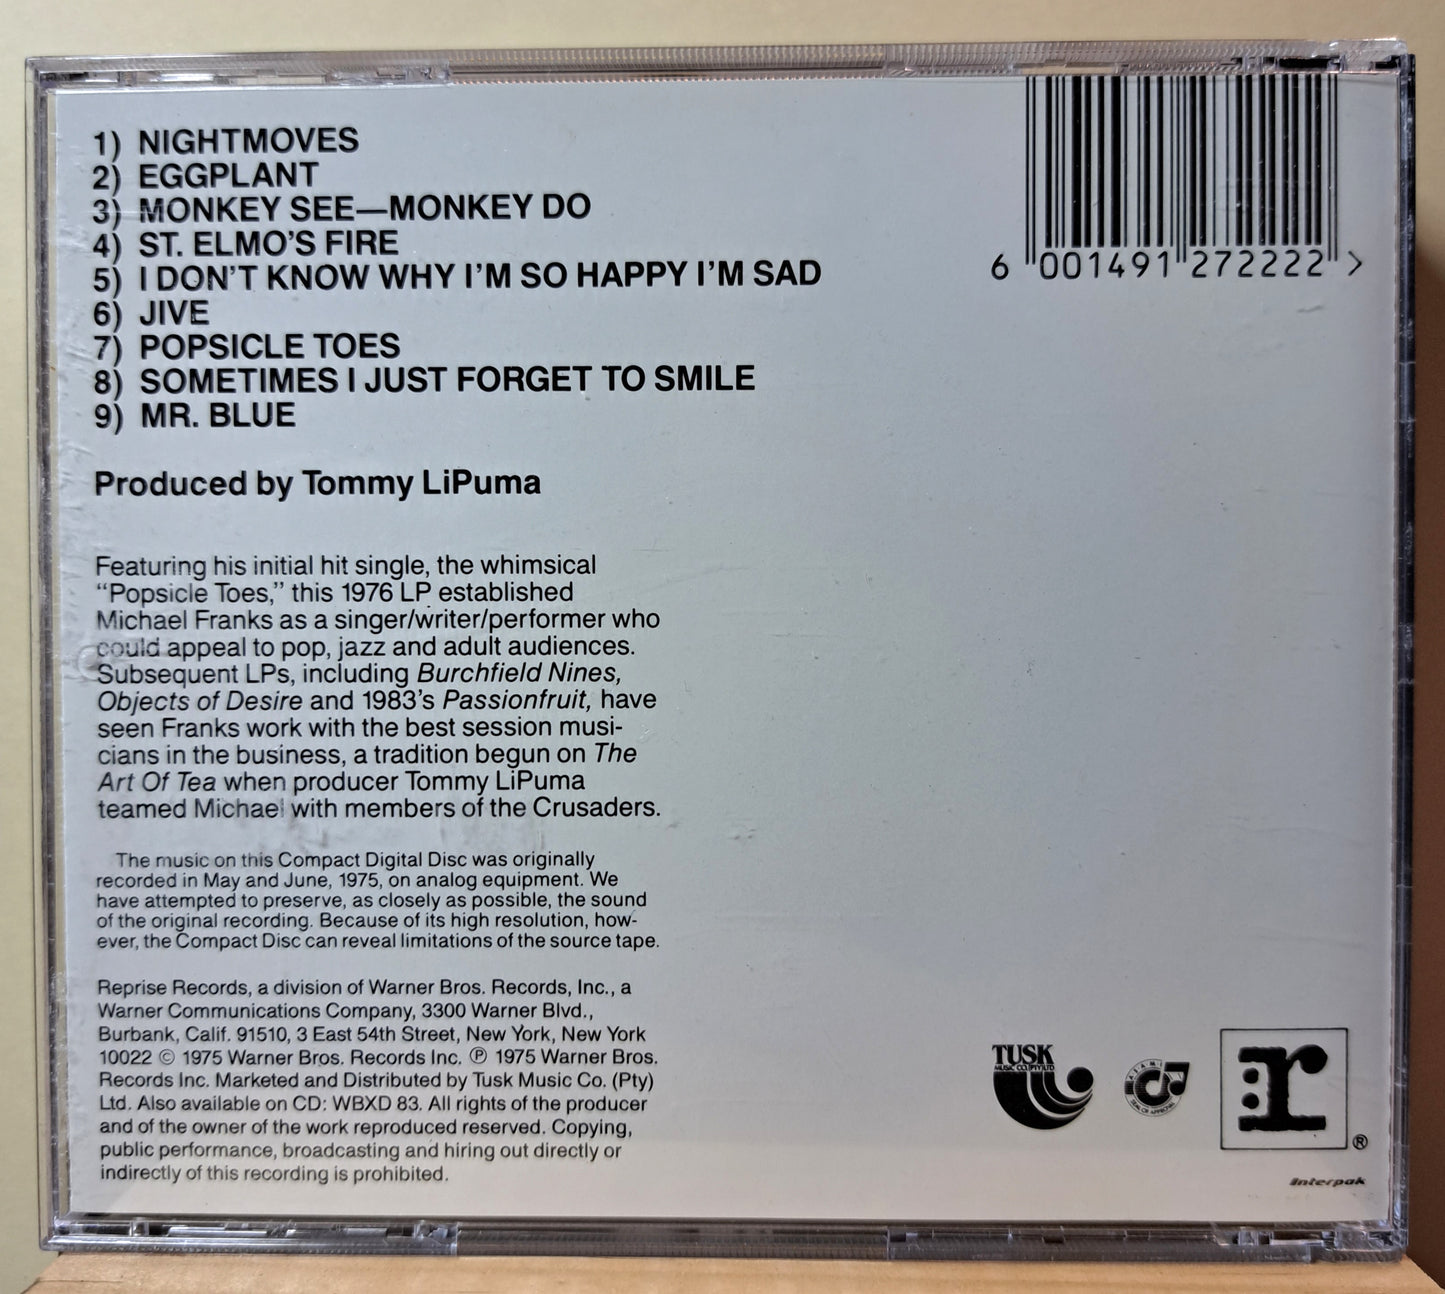 1) NIGHTMOVES
2) EGGPLANT
3) MONKEY SEE—MONKEY DO
4) ST. ELMO'S FIRE
5) I DON'T KNOW WHY I'M SO HAPPY I'M SAD
6) JIVE
7) POPSICLE TOES
8) SOMETIMES I JUST FORGET TO SMILE
9) MR. BLUE
6 001491 272222 >
Produced by Tommy LiPuma
Featuring his initial hit single, the whimsical
“Popsicle Toes,” this 1976 LP established
Michael Franks as a singer/writer/performer who
could appeal to pop, jazz and adult audiences.
Subsequent LPs, including Burchfield Nines,
Objects of Desire and 1983's Passionfruit, have
seen Franks work with the best session musi-
cians in the business, a tradition begun on The
Art Of Tea when producer Tommy LiPuma
teamed Michael with members of the Crusaders.
The music on this Compact Digital Disc was originally
recorded in May and June, 1975, on analog equipment. We
have attempted to preserve, as closely as possible, the sound
of the original recording. Because of its high resolution, how-
ever, the Compact Disc can reveal limitations of the source tape.
Reprise Records, a division of Warner Bros. Records, Inc., a
Warner Communications Company, 3300 Warner Blvd.,
Burbank, Calif. 91510, 3 East 54th Street, New York, New York
10022 © 1975 Warner Bros. Records Inc. ℗ 1975 Warner Bros.
Records Inc. Marketed and Distributed by Tusk Music Co. (Pty)
Ltd. Also available on CD: WBXD 83. All rights of the producer
and of the owner of the work reproduced reserved. Copying,
public performance, broadcasting and hiring out directly or
indirectly of this recording is prohibited.
TUSK
MUSIC CO. (PTY) LTD
SEAL OF APPROVAL
:r ®
Interpak